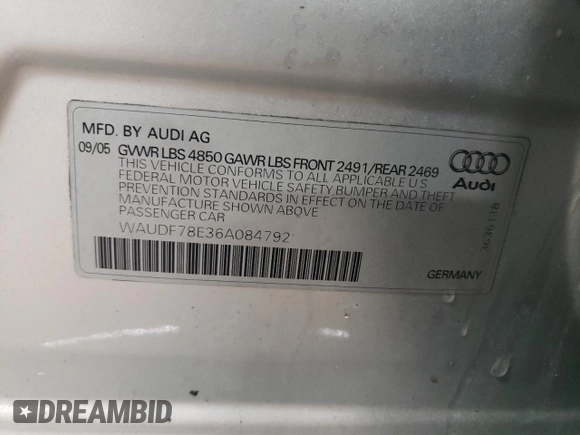 MFD. BY AUDI AG
09/05 GVWR LBS 4850 GAWR LBS FRONT 2491/REAR 2469
THIS VEHICLE CONFORMS TO ALL APPLICABLE U S
FEDERAL MOTOR VEHICLE SAFETY BUMPER AND THEFT
PREVENTION STANDARDS IN EFFECT ON THE DATE OF
MANUFACTURE SHOWN ABOVE
PASSENGER CAR
WAUDF78E36A084792
Audi
3636118
GERMANY
DREAMBID